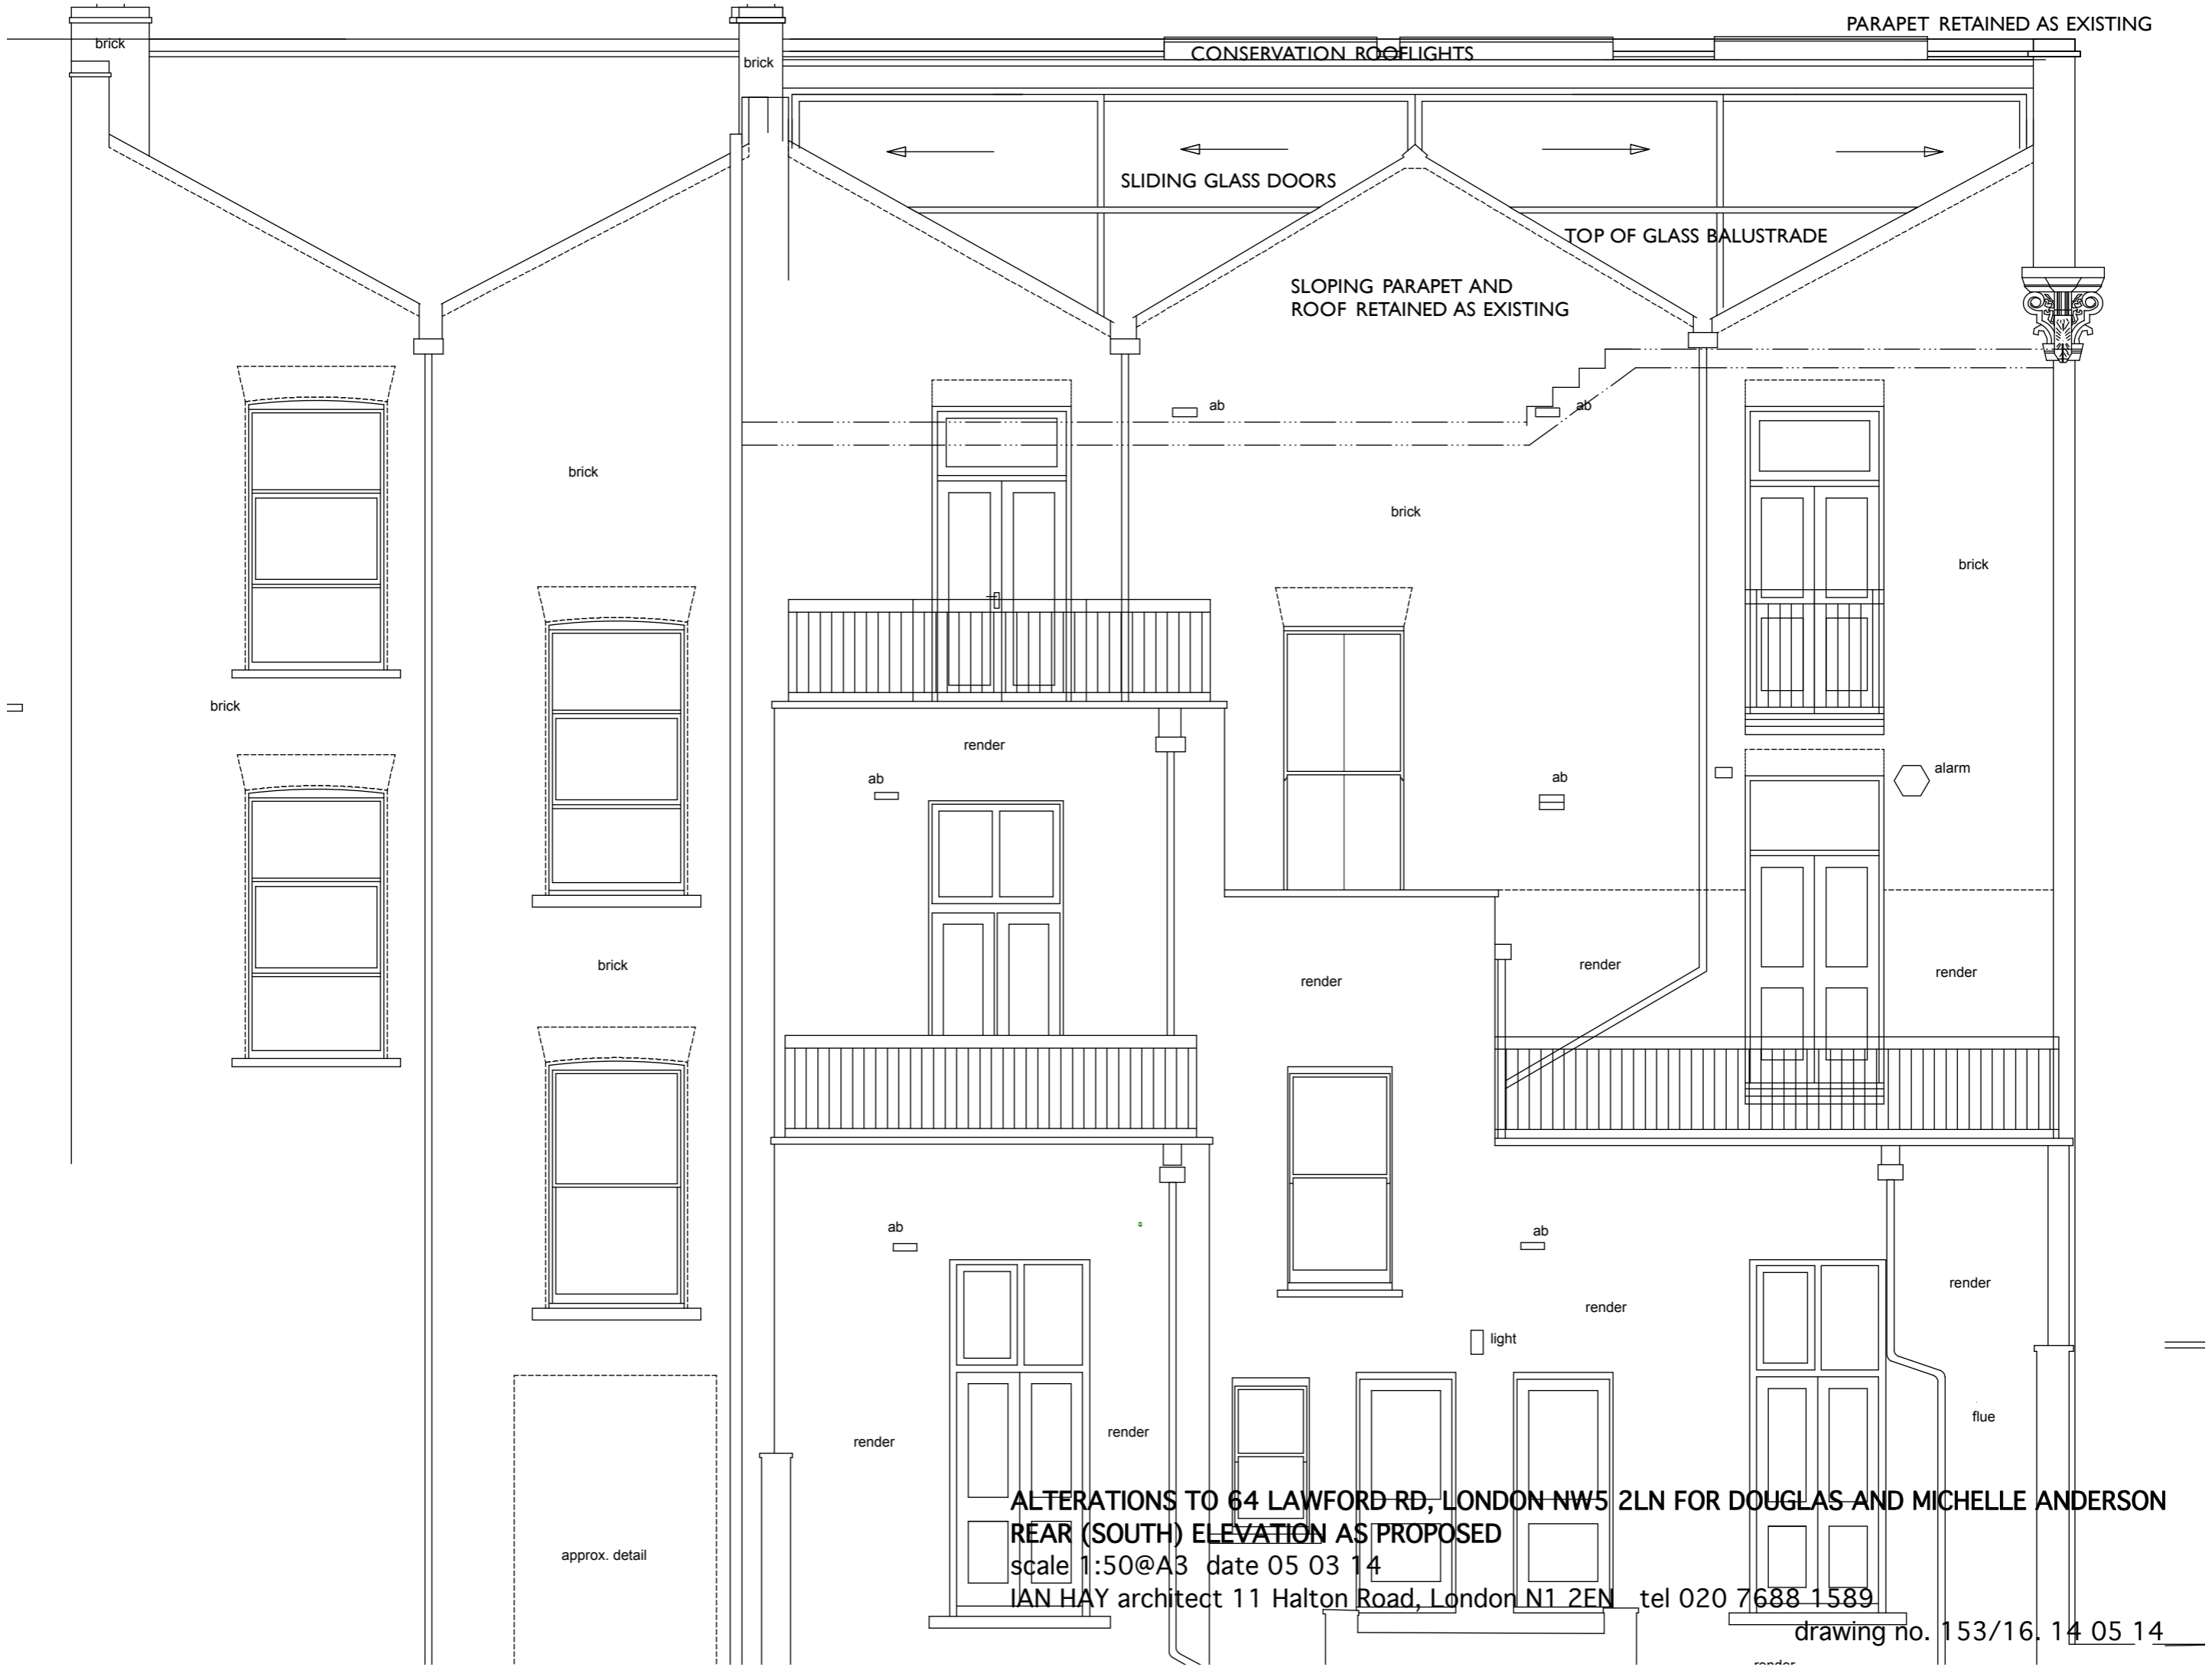 PARAPET RETAINED AS EXISTING
brick
CONSERVATION ROOFLIGHTS
brick
SLIDING GLASS DOORS
TOP OF GLASS BALUSTRADE
SLOPING PARAPET AND
ROOF RETAINED AS EXISTING
ab
ab
brick
brick
brick
brick
render
alarm
ab
ab
brick
render
render
render
ab
ab
render
render
light
flue
render
render
approx. detail
ALTERATIONS TO 64 LAWFORD RD, LONDON NW5 2LN FOR DOUGLAS AND MICHELLE ANDERSON
REAR (SOUTH) ELEVATION AS PROPOSED
scale 1:50@A3 date 05 03 14
IAN HAY architect 11 Halton Road, London N1 2EN tel 020 7688 1589
drawing no. 153/16. 14 05 14
render